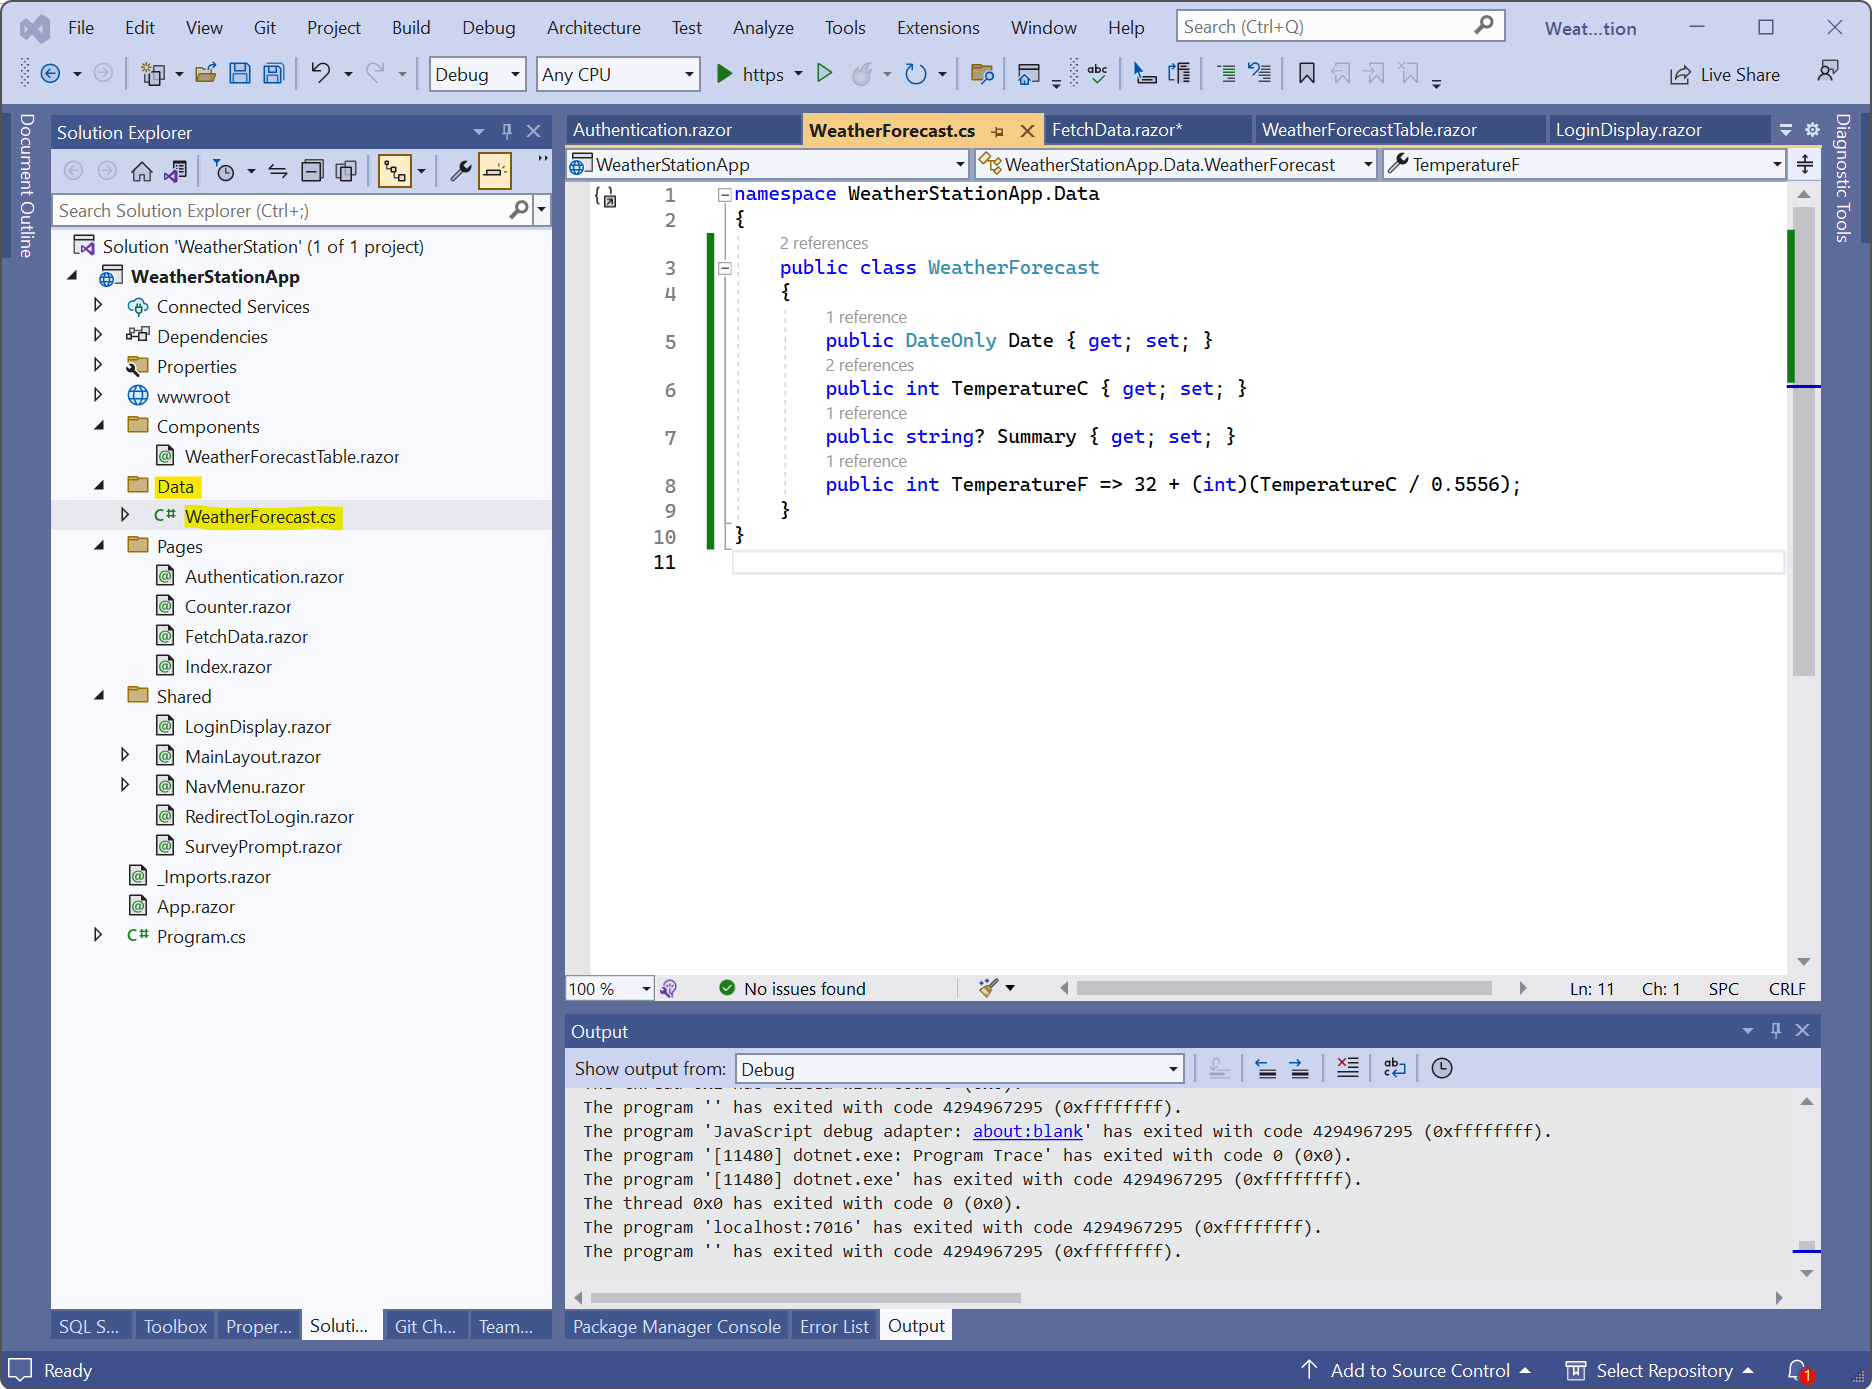 File Edit View Git Project Build Debug Architecture Test Analyze Tools Extensions Window Help Search (Ctrl+Q) Weat...tion
Debug Any CPU https abc Live Share
Document Outline
Solution Explorer
Search Solution Explorer (Ctrl+;)
Solution 'WeatherStation' (1 of 1 project)
WeatherStationApp
Connected Services
Dependencies
Properties
wwwroot
Components
WeatherForecastTable.razor
Data
C# WeatherForecast.cs
Pages
Authentication.razor
Counter.razor
FetchData.razor
Index.razor
Shared
LoginDisplay.razor
MainLayout.razor
NavMenu.razor
RedirectToLogin.razor
SurveyPrompt.razor
_Imports.razor
App.razor
C# Program.cs
SQL S... Toolbox Proper... Soluti... Git Ch... Team...
Authentication.razor WeatherForecast.cs FetchData.razor* WeatherForecastTable.razor LoginDisplay.razor
WeatherStationApp WeatherStationApp.Data.WeatherForecast TemperatureF
1 namespace WeatherStationApp.Data
2 {
2 references
3 public class WeatherForecast
4 {
1 reference
5 public DateOnly Date { get; set; }
2 references
6 public int TemperatureC { get; set; }
1 reference
7 public string? Summary { get; set; }
1 reference
8 public int TemperatureF => 32 + (int)(TemperatureC / 0.5556);
9 }
10 }
11
100 % No issues found Ln: 11 Ch: 1 SPC CRLF
Diagnostic Tools
Output
Show output from: Debug
The program '' has exited with code 4294967295 (0xffffffff).
The program 'JavaScript debug adapter: about:blank' has exited with code 4294967295 (0xffffffff).
The program '[11480] dotnet.exe: Program Trace' has exited with code 0 (0x0).
The program '[11480] dotnet.exe' has exited with code 4294967295 (0xffffffff).
The thread 0x0 has exited with code 0 (0x0).
The program 'localhost:7016' has exited with code 4294967295 (0xffffffff).
The program '' has exited with code 4294967295 (0xffffffff).
Package Manager Console Error List Output
Ready Add to Source Control Select Repository 1